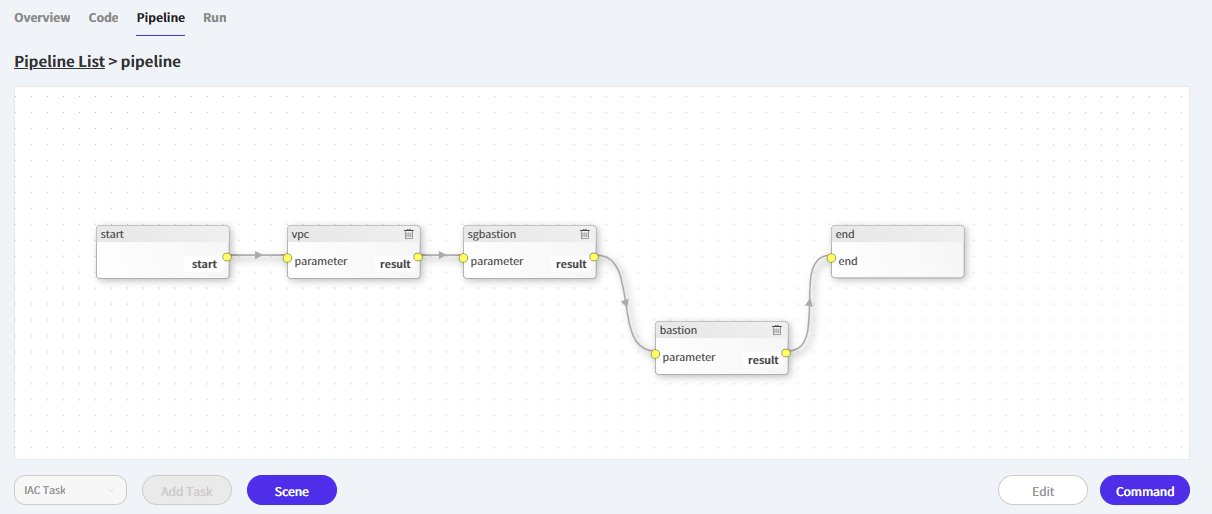 Overview Code Pipeline Run
Pipeline List > pipeline
start
start
vpc
parameter result
sgbastion
parameter result
bastion
parameter result
end
end
IAC Task Add Task Scene Edit Command